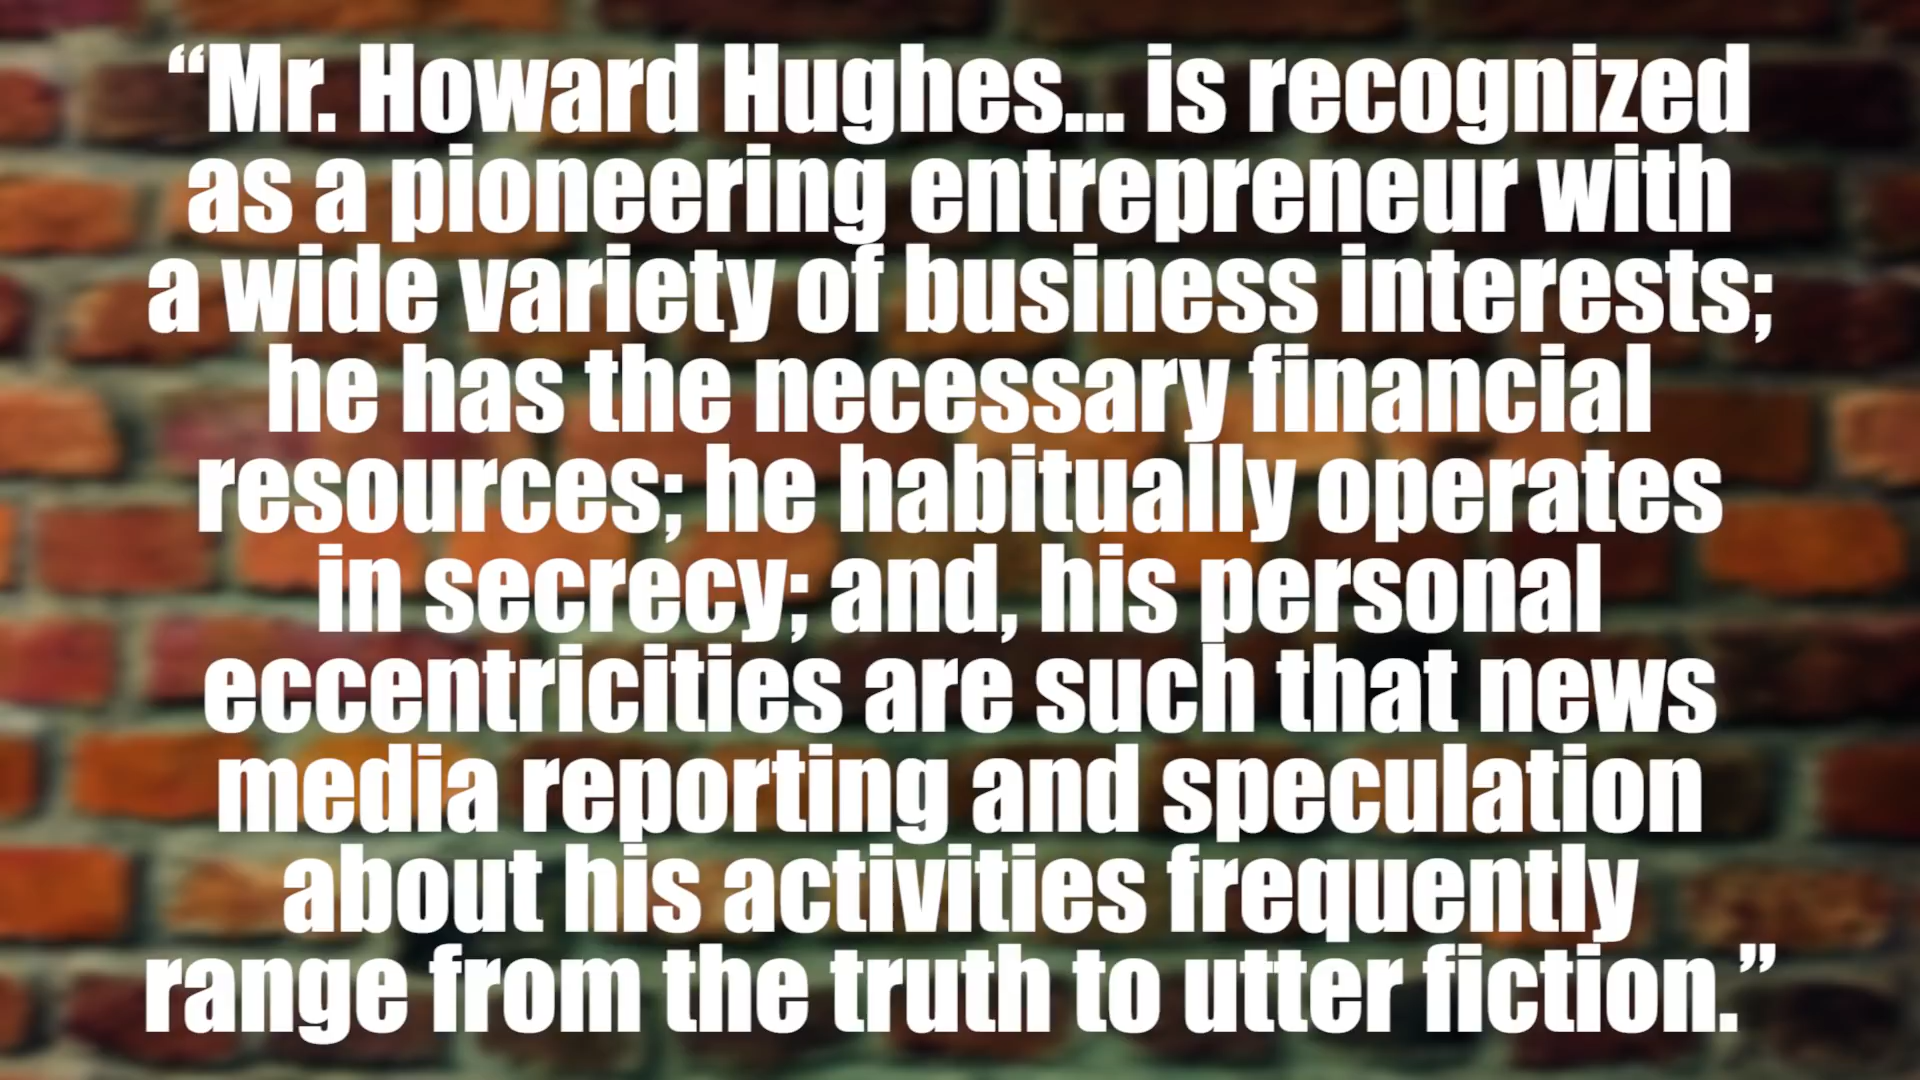 “Mr. Howard Hughes... is recognized
as a pioneering entrepreneur with
a wide variety of business interests;
he has the necessary financial
resources; he habitually operates
in secrecy; and, his personal
eccentricities are such that news
media reporting and speculation
about his activities frequently
range from the truth to utter fiction.”